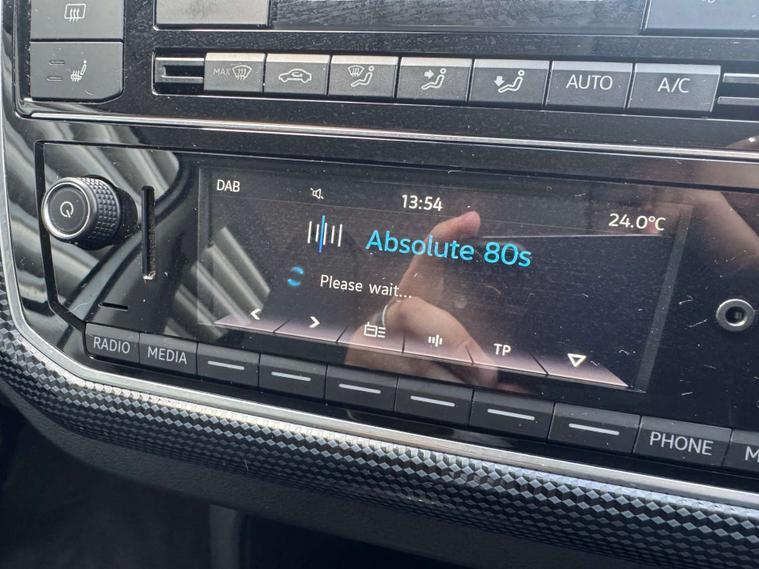 MAX
AUTO
A/C
DAB
13:54
24.0°C
Absolute 80s
Please wait...
TP
RADIO
MEDIA
PHONE